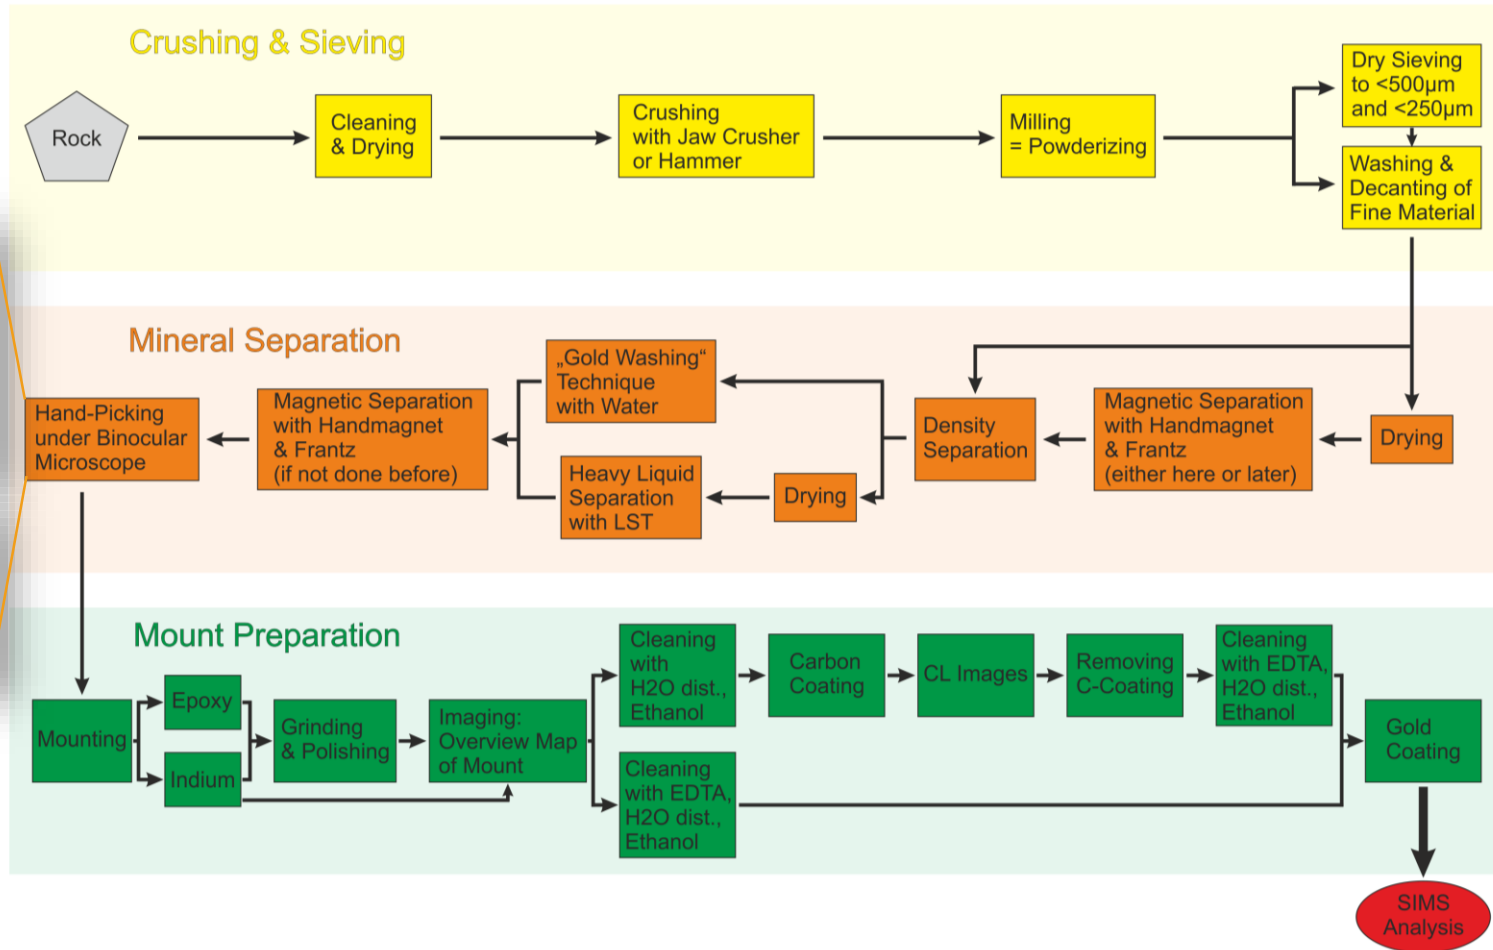 Crushing & Sieving
Rock
Cleaning
& Drying
Crushing
with Jaw Crusher
or Hammer
Milling
= Powderizing
Dry Sieving
to <500µm
and <250µm
Washing &
Decanting of
Fine Material
Mineral Separation
Hand-Picking
under Binocular
Microscope
Magnetic Separation
with Handmagnet
& Frantz
(if not done before)
„Gold Washing“
Technique
with Water
Heavy Liquid
Separation
with LST
Drying
Density
Separation
Magnetic Separation
with Handmagnet
& Frantz
(either here or later)
Drying
Mount Preparation
Mounting
Epoxy
Indium
Grinding
& Polishing
Imaging:
Overview Map
of Mount
Cleaning
with
H2O dist.,
Ethanol
Carbon
Coating
CL Images
Removing
C-Coating
Cleaning
with EDTA,
H2O dist.,
Ethanol
Cleaning
with EDTA,
H2O dist.,
Ethanol
Gold
Coating
SIMS
Analysis